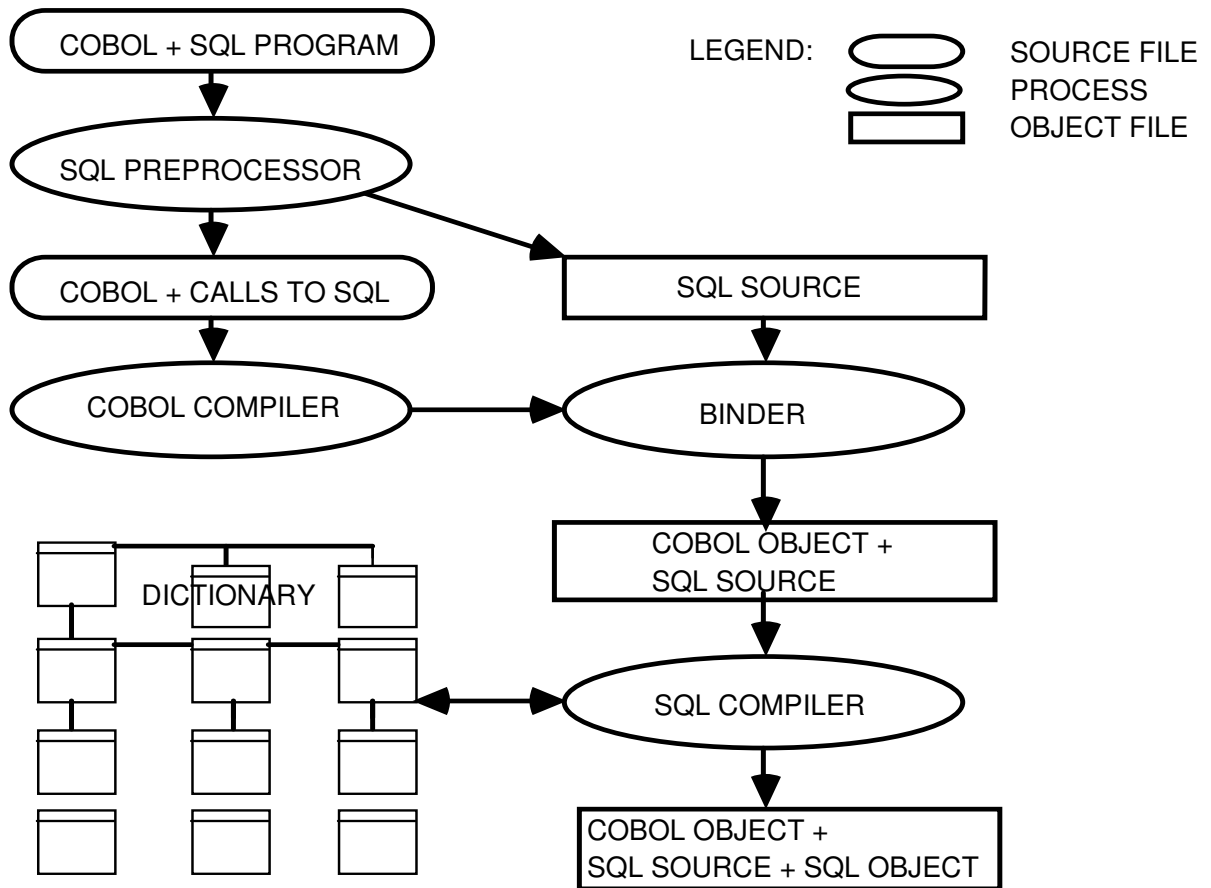 COBOL + SQL PROGRAM
LEGEND:
SOURCE FILE
PROCESS
OBJECT FILE
SQL PREPROCESSOR
COBOL + CALLS TO SQL
SQL SOURCE
COBOL COMPILER
BINDER
COBOL OBJECT +
SQL SOURCE
DICTIONARY
SQL COMPILER
COBOL OBJECT +
SQL SOURCE + SQL OBJECT